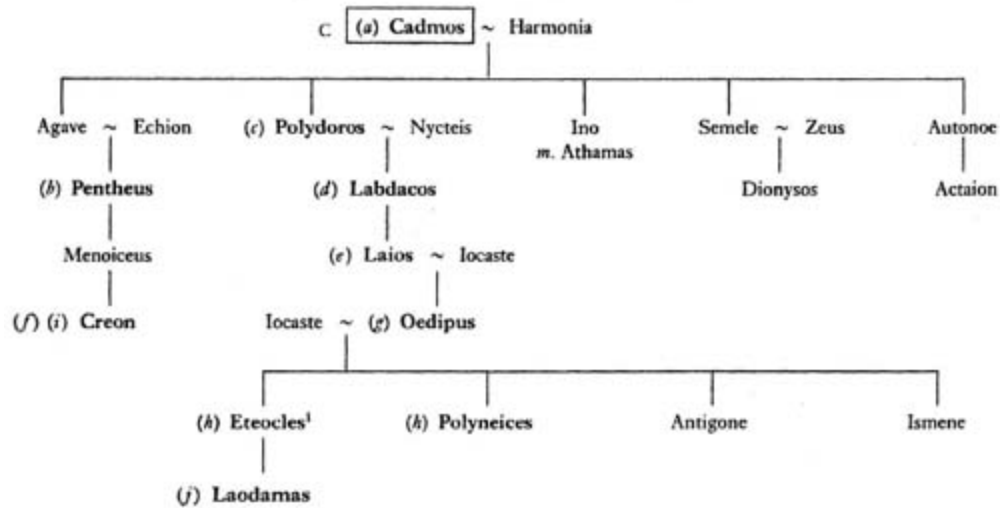 C (a) Cadmos ~ Harmonia
Agave ~ Echion (c) Polydoros ~ Nycteis Ino Semele ~ Zeus Autonoe
m. Athamas
(b) Pentheus (d) Labdacos Dionysos Actaion
Menoiceus (e) Laios ~ Iocaste
(f) (i) Creon Iocaste ~ (g) Oedipus
(h) Eteocles¹ (h) Polyneices Antigone Ismene
(j) Laodamas